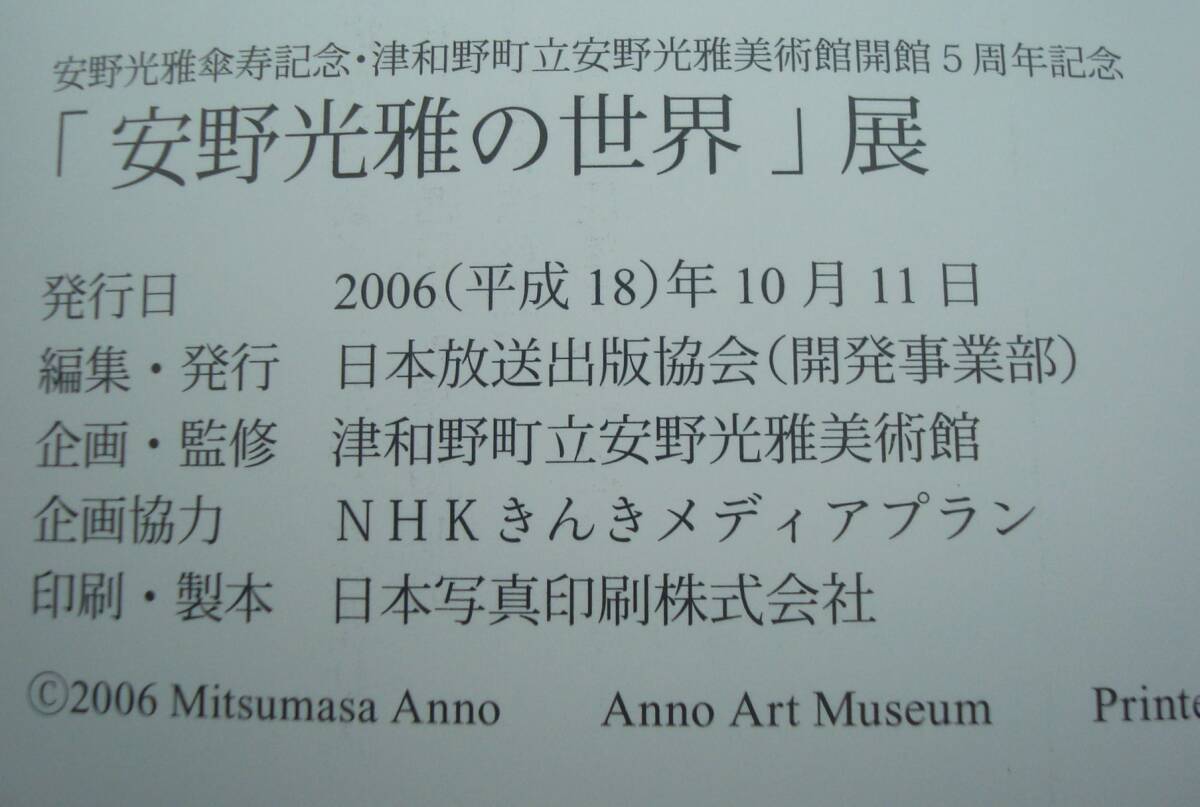 安野光雅傘寿記念・津和野町立安野光雅美術館開館5周年記念
「安野光雅の世界」展
発行日 2006(平成18)年10月11日
編集・発行 日本放送出版協会(開発事業部)
企画・監修 津和野町立安野光雅美術館
企画協力 NHKきんきメディアプラン
印刷・製本 日本写真印刷株式会社
©2006 Mitsumasa Anno Anno Art Museum Printe